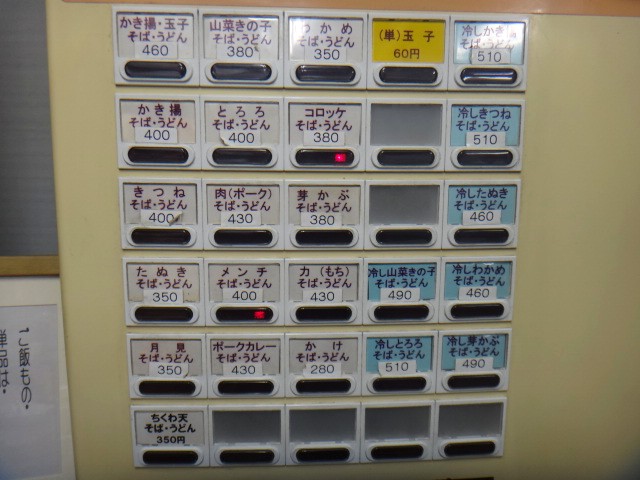 かき揚・玉子
そば・うどん
460
山菜きの子
そば・うどん
380
わかめ
そば・うどん
350
(単)玉子
60円
冷しかき揚
510
かき揚
そば・うどん
400
とろろ
そば・うどん
400
コロッケ
そば・うどん
380
冷しきつね
そば・うどん
510
きつね
そば・うどん
400
肉(ポーク)
そば・うどん
430
芽かぶ
そば・うどん
380
冷したぬき
そば・うどん
460
たぬき
そば・うどん
350
メンチ
そば・うどん
400
力(もち)
そば・うどん
430
冷し山菜きの子
そば・うどん
490
冷しわかめ
そば・うどん
460
月見
そば・うどん
350
ポークカレー
そば・うどん
430
かけ
そば・うどん
280
冷しとろろ
そば・うどん
510
冷し芽かぶ
そば・うどん
490
ちくわ天
そば・うどん
350円
ご飯もの・
単品は・